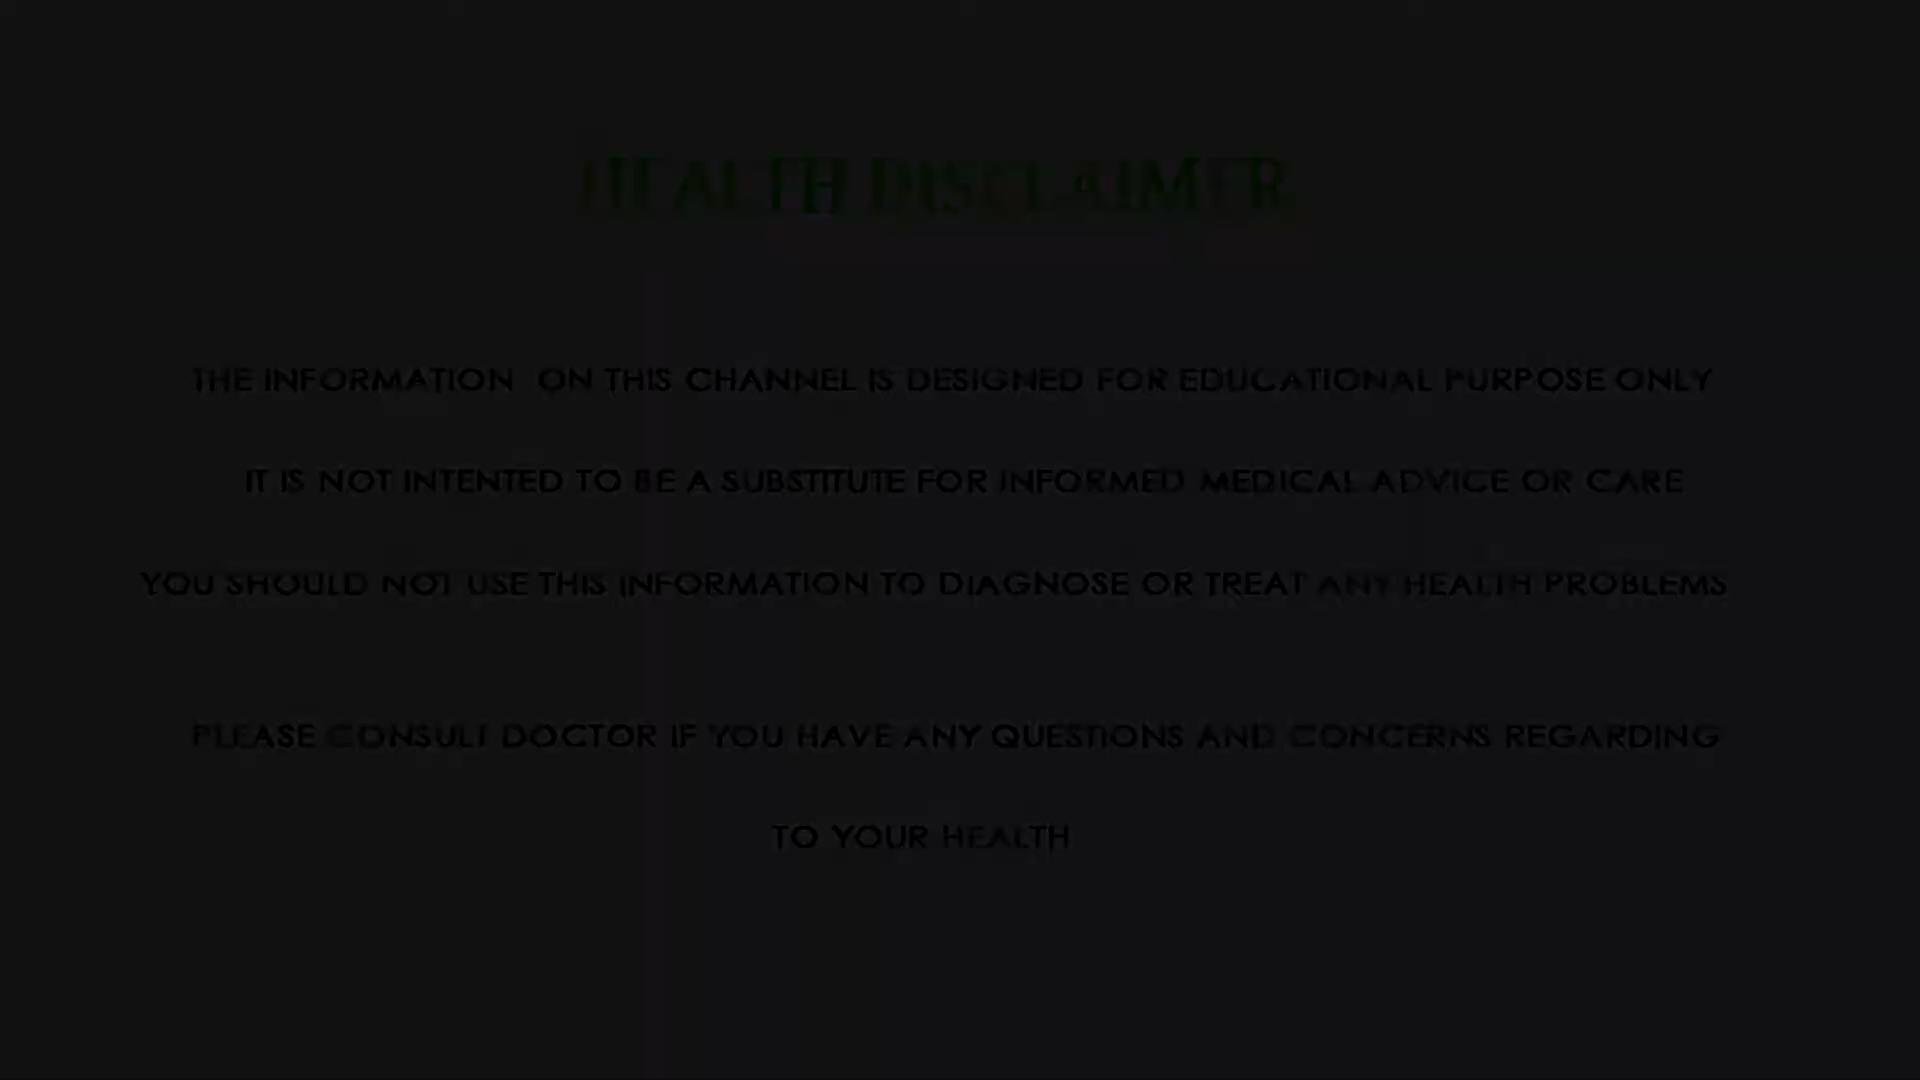 HEALTH DISCLAIMER
THE INFORMATION ON THIS CHANNEL IS DESIGNED FOR EDUCATIONAL PURPOSE ONLY
IT IS NOT INTENTED TO BE A SUBSTITUTE FOR INFORMED MEDICAL ADVICE OR CARE
YOU SHOULD NOT USE THIS INFORMATION TO DIAGNOSE OR TREAT ANY HEALTH PROBLEMS
PLEASE CONSULT DOCTOR IF YOU HAVE ANY QUESTIONS AND CONCERNS REGARDING
TO YOUR HEALTH